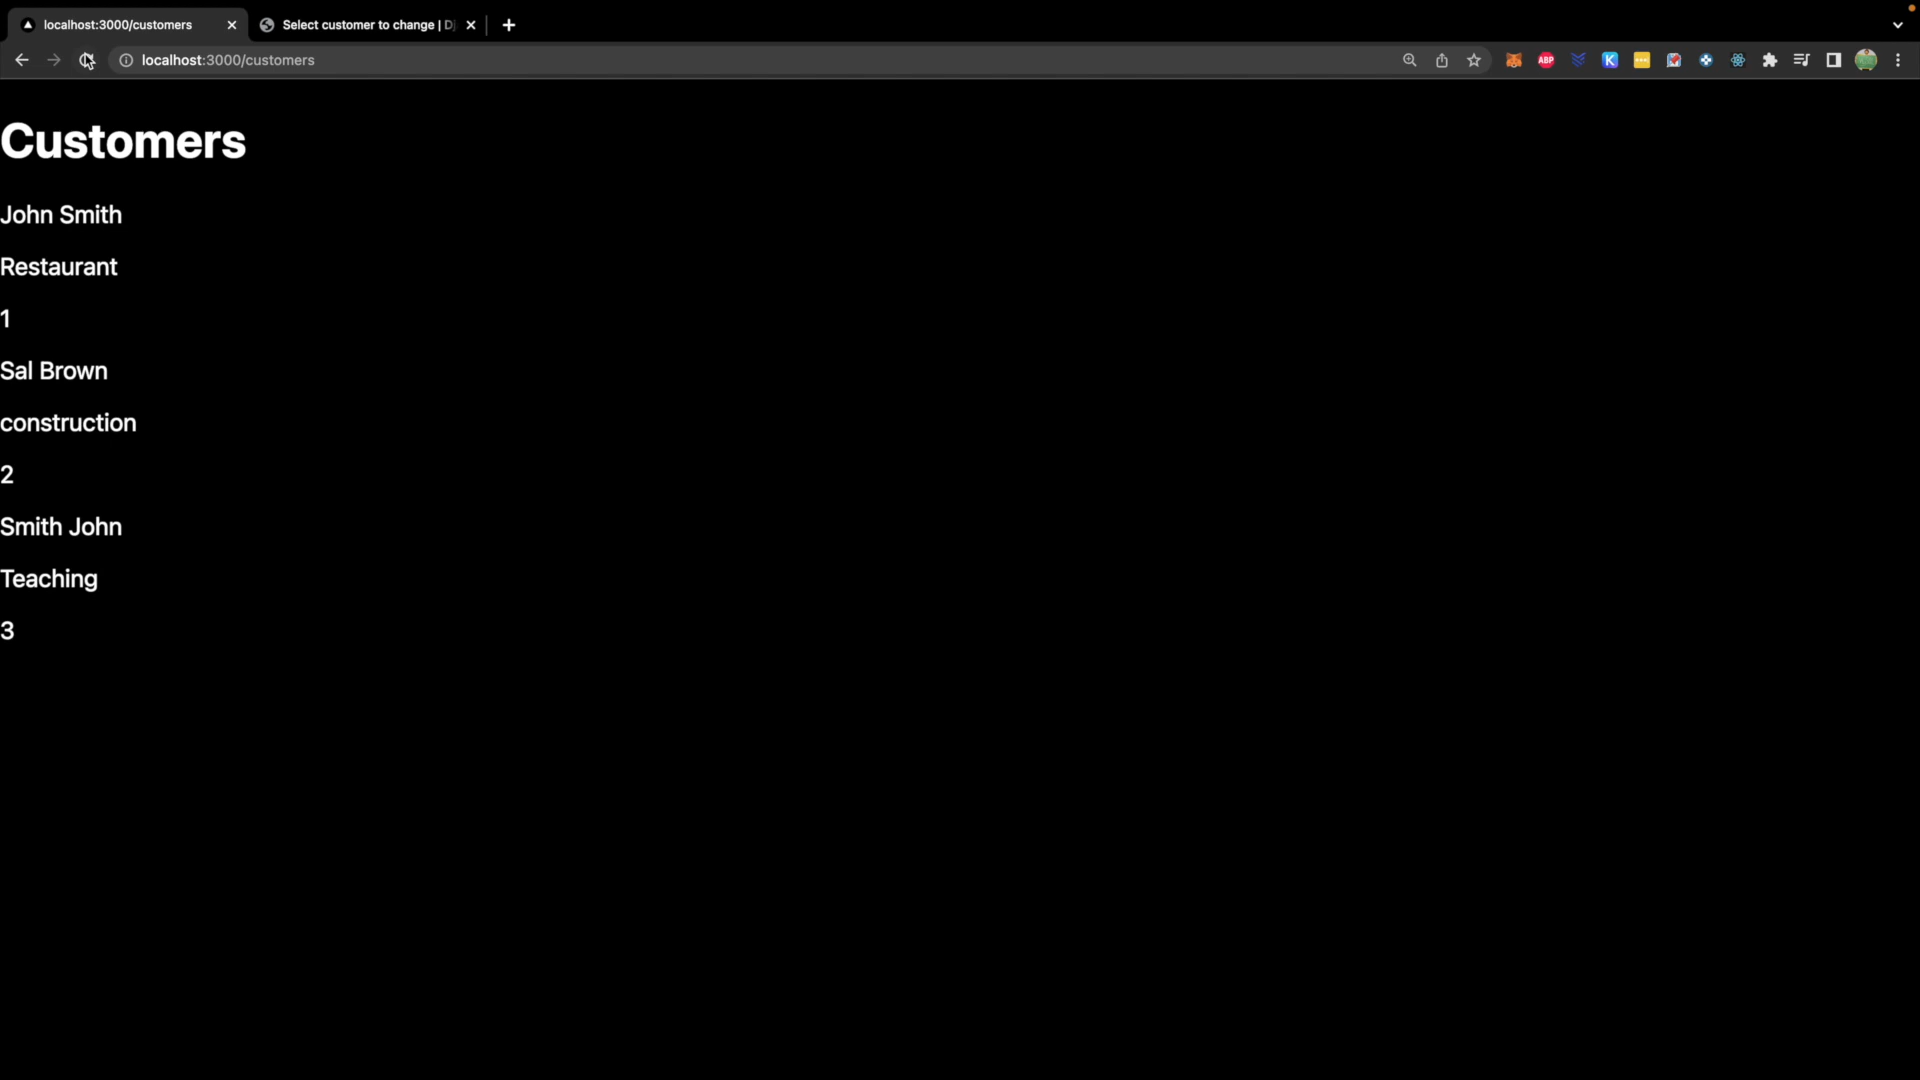 localhost:3000/customers
Select customer to change | D
localhost:3000/customers
ABP
K
Customers
John Smith
Restaurant
1
Sal Brown
construction
2
Smith John
Teaching
3